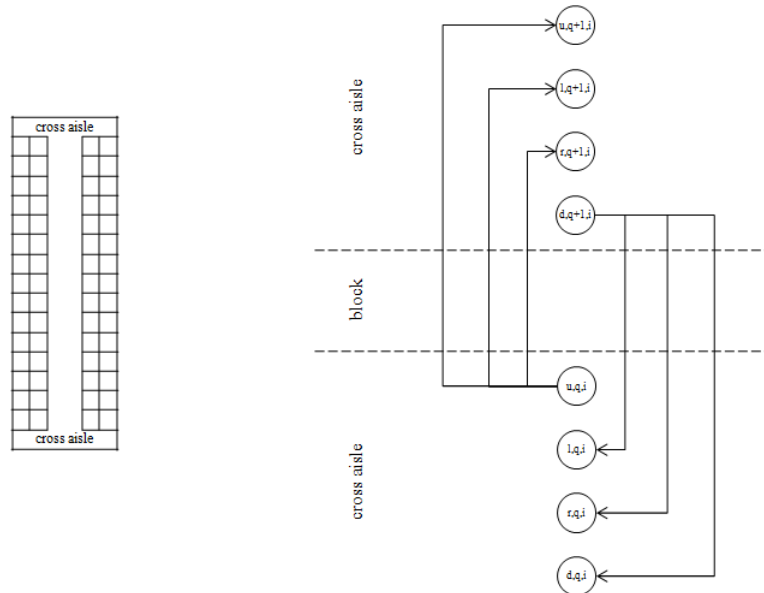 cross aisle
cross aisle
cross aisle
block
cross aisle
u,q+1,i
l,q+1,i
r,q+1,i
d,q+1,i
u,q,i
l,q,i
r,q,i
d,q,i